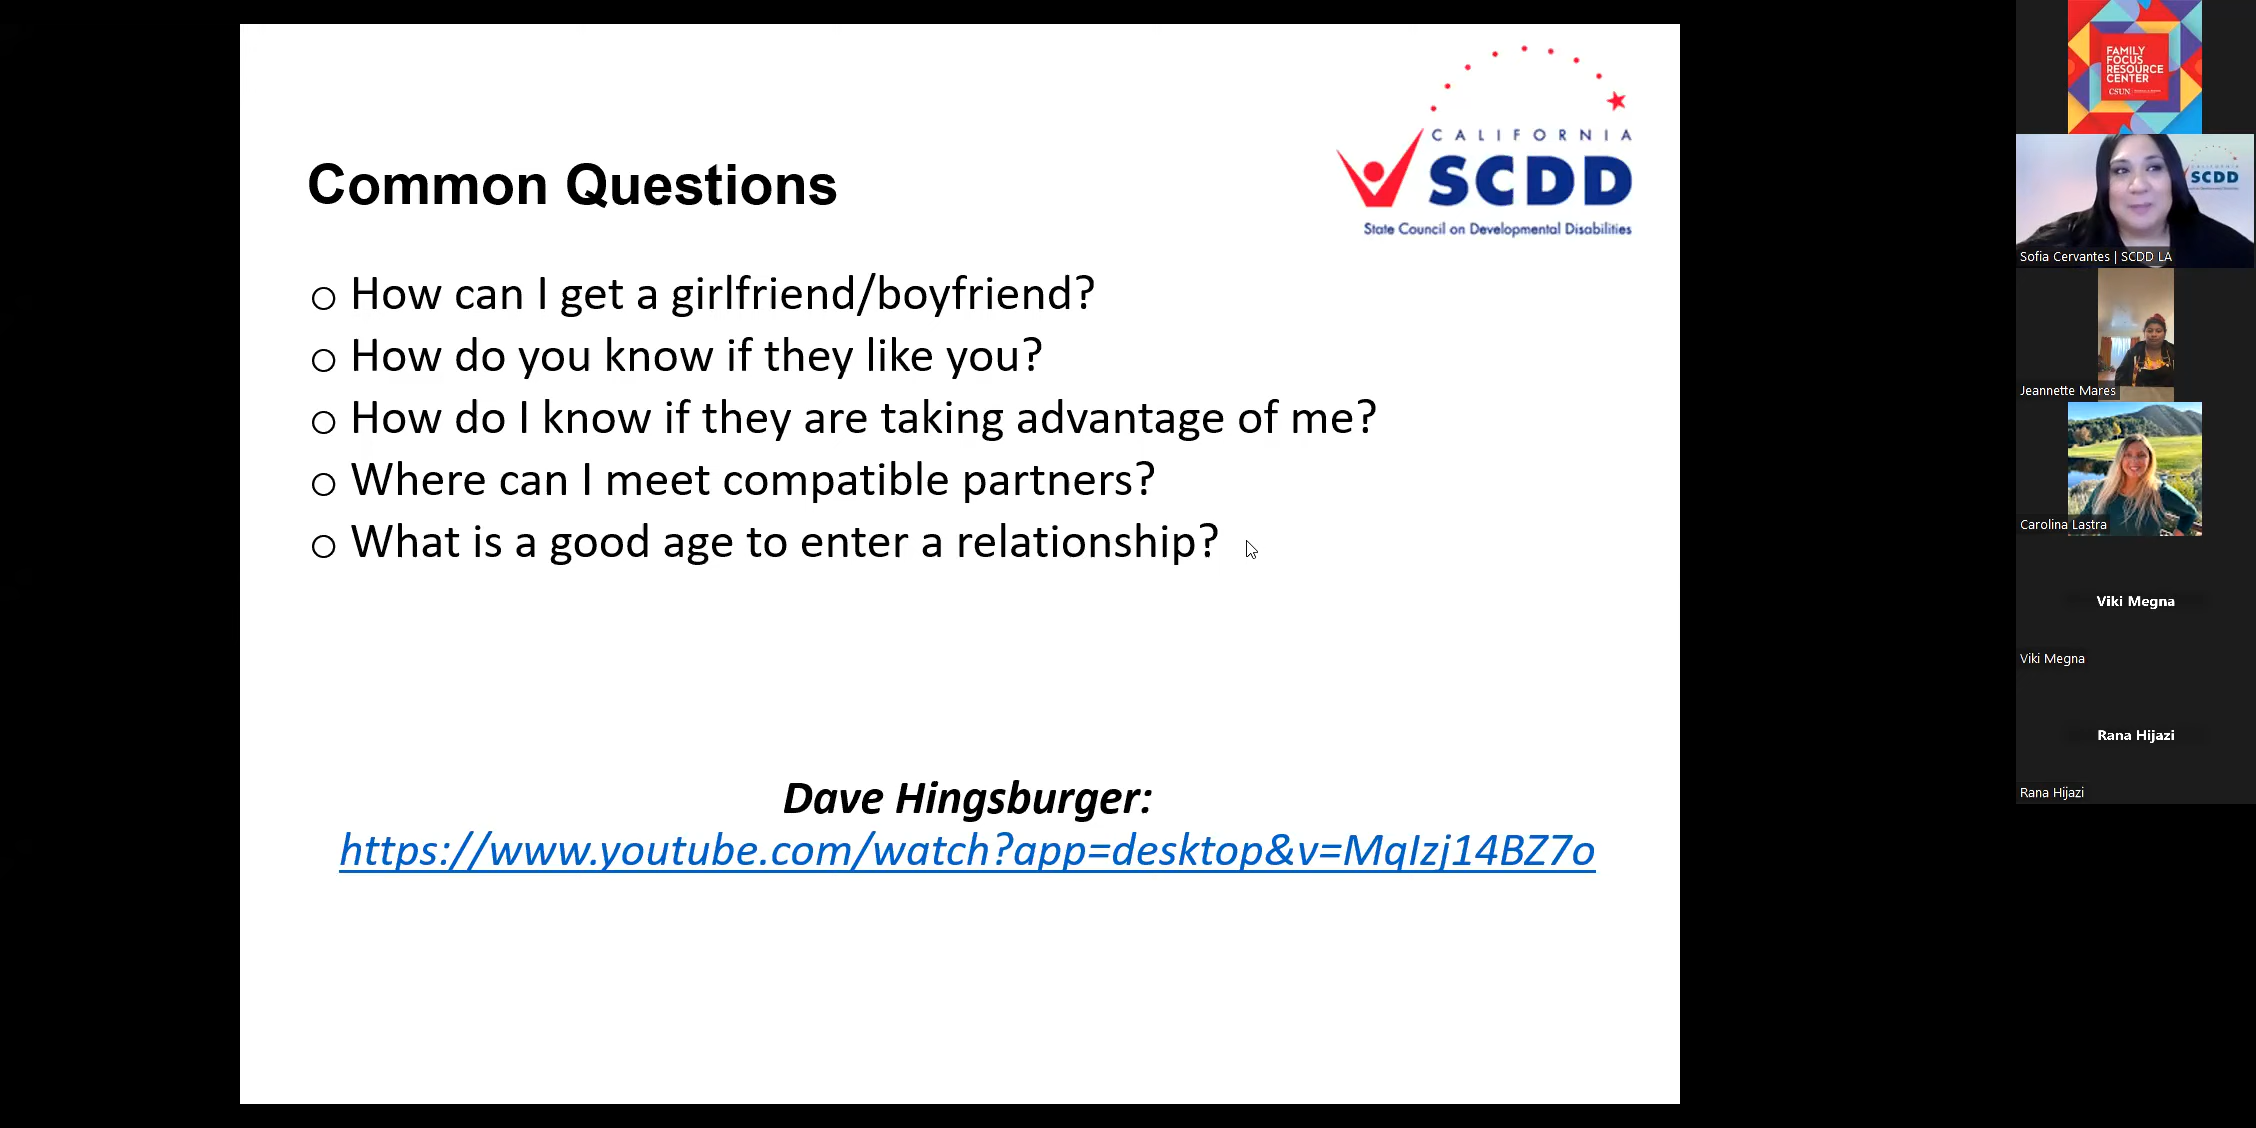 Common Questions
CALIFORNIA
SCDD
State Council on Developmental Disabilities
o How can I get a girlfriend/boyfriend?
o How do you know if they like you?
o How do I know if they are taking advantage of me?
o Where can I meet compatible partners?
o What is a good age to enter a relationship?
Dave Hingsburger:
https://www.youtube.com/watch?app=desktop&v=MqIzj14BZ7o
FAMILY
FOCUS
RESOURCE
CENTER
CSUN
CALIFORNIA
SCDD
Sofia Cervantes | SCDD LA
Jeannette Mares
Carolina Lastra
Viki Megna
Viki Megna
Rana Hijazi
Rana Hijazi